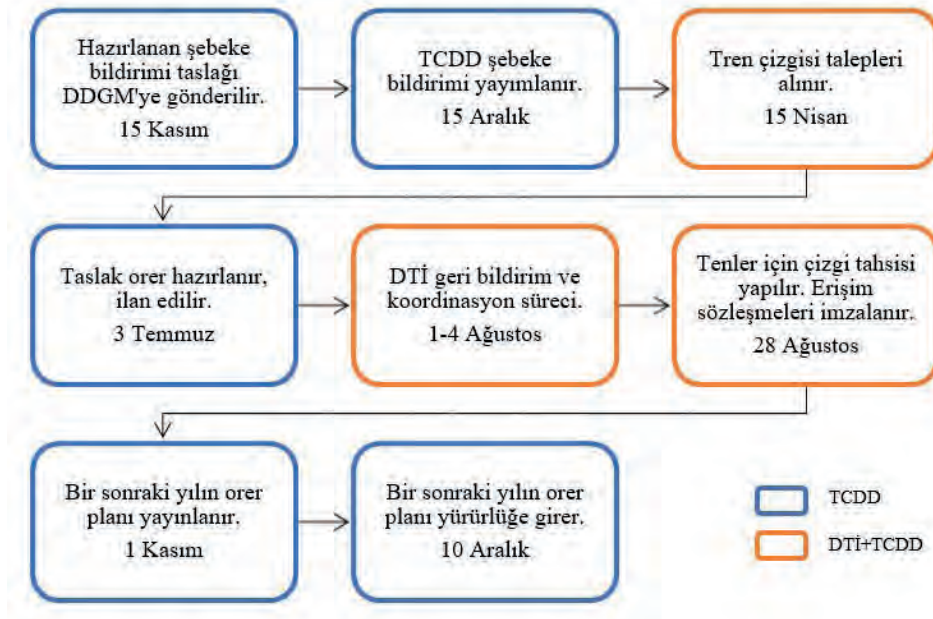 Hazırlanan şebeke
bildirimi taslağı
DDGM'ye gönderilir.
15 Kasım
TCDD şebeke
bildirimi yayımlanır.
15 Aralık
Tren çizgisi talepleri
alınır.
15 Nisan
Taslak orer hazırlanır,
ilan edilir.
3 Temmuz
DTİ geri bildirim ve
koordinasyon süreci.
1-4 Ağustos
Tenler için çizgi tahsisi
yapılır. Erişim
sözleşmeleri imzalanır.
28 Ağustos
Bir sonraki yılın orer
planı yayınlanır.
1 Kasım
Bir sonraki yılın orer
planı yürürlüğe girer.
10 Aralık
TCDD
DTİ+TCDD